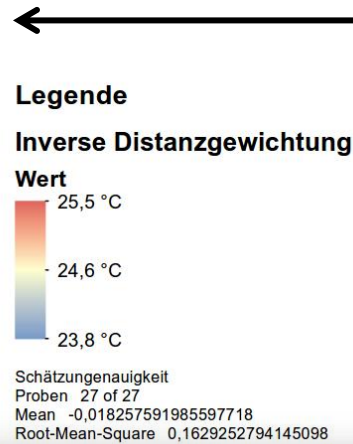 Legende
Inverse Distanzgewichtung
Wert
25,5 °C
24,6 °C
23,8 °C
Schätzungenauigkeit
Proben 27 of 27
Mean -0,018257591985597718
Root-Mean-Square 0,1629252794145098